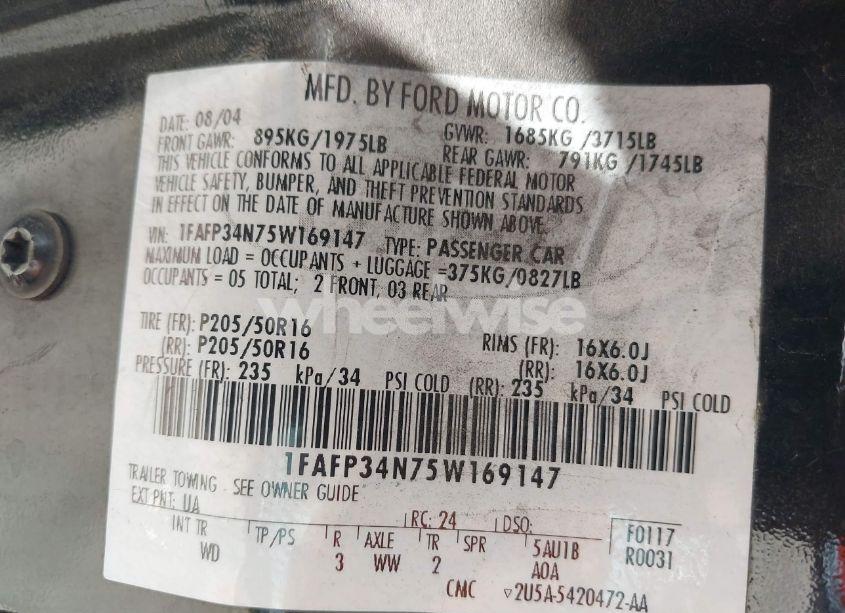 MFD. BY FORD MOTOR CO.
DATE: 08/04 GVWR: 1685KG /3715LB
FRONT GAWR: 895KG/1975LB REAR GAWR: 791KG /1745LB
THIS VEHICLE CONFORMS TO ALL APPLICABLE FEDERAL MOTOR
VEHICLE SAFETY, BUMPER, AND THEFT PREVENTION STANDARDS
IN EFFECT ON THE DATE OF MANUFACTURE SHOWN ABOVE.
VIN: 1FAFP34N75W169147 TYPE: PASSENGER CAR
MAXIMUM LOAD = OCCUPANTS + LUGGAGE =375KG/0827LB
OCCUPANTS = 05 TOTAL; 2 FRONT, 03 REAR
wheelwise
TIRE (FR): P205/50R16 RIMS (FR): 16X6.0J
(RR): P205/50R16 (RR): 16X6.0J
PRESSURE (FR): 235 kPa/34 PSI COLD (RR): 235 kPa/34 PSI COLD
1FAFP34N75W169147
TRAILER TOWING - SEE OWNER GUIDE
EXT PNT: UA RC: 24 DSO: F0117
INT TR TP/PS R AXLE TR SPR 5AU1B R0031
WD 3 WW 2 A0A
CMC ▽2U5A-5420472-AA